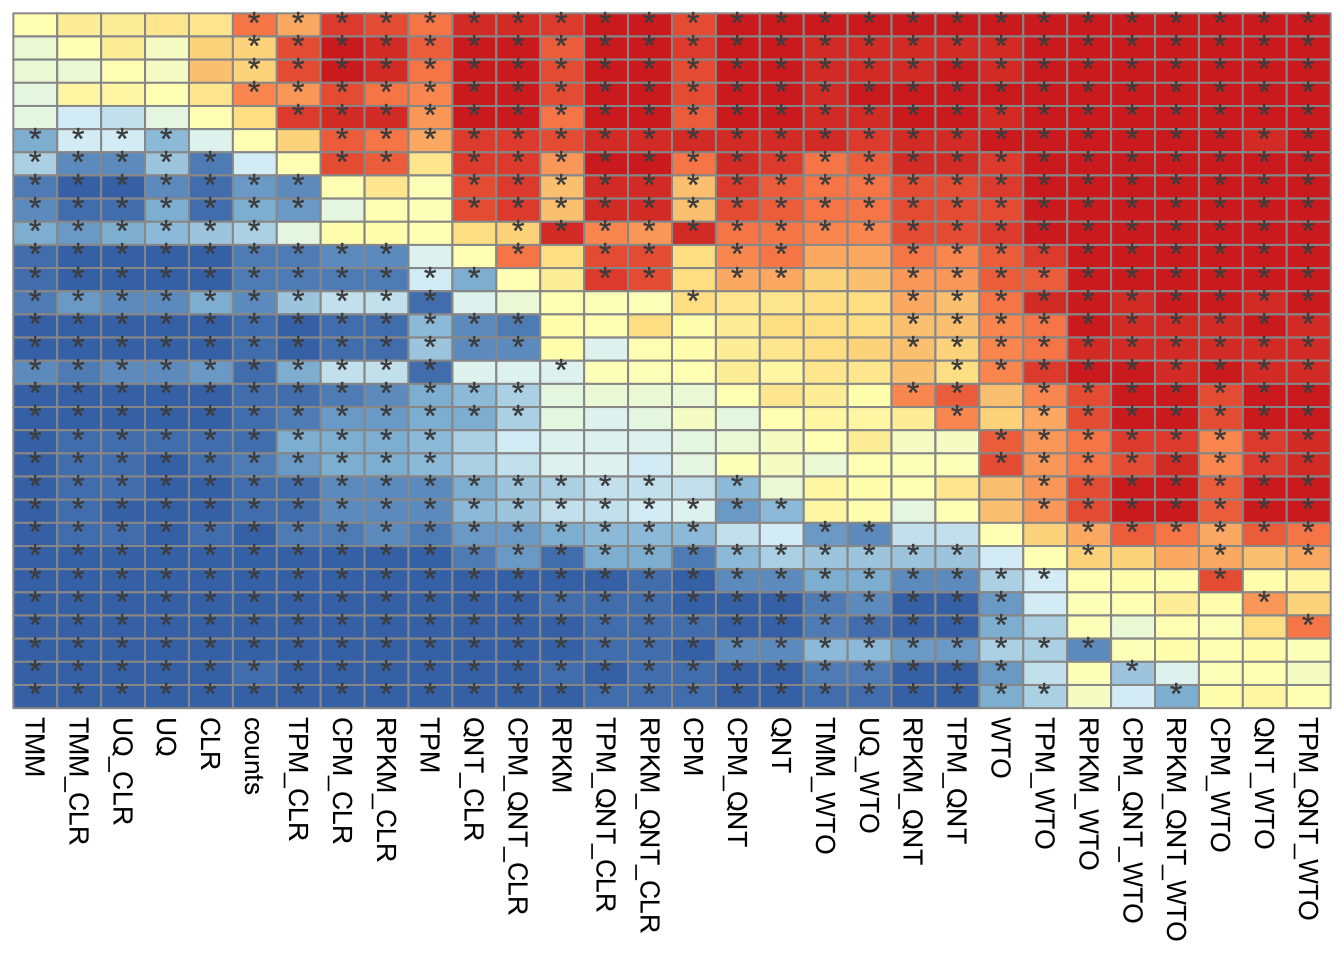 TMM
TMM_CLR
UQ_CLR
UQ
CLR
counts
TPM_CLR
CPM_CLR
RPKM_CLR
TPM
QNT_CLR
CPM_QNT_CLR
RPKM
TPM_QNT_CLR
RPKM_QNT_CLR
CPM
CPM_QNT
QNT
TMM_WTO
UQ_WTO
RPKM_QNT
TPM_QNT
WTO
TPM_WTO
RPKM_WTO
CPM_QNT_WTO
RPKM_QNT_WTO
CPM_WTO
QNT_WTO
TPM_QNT_WTO